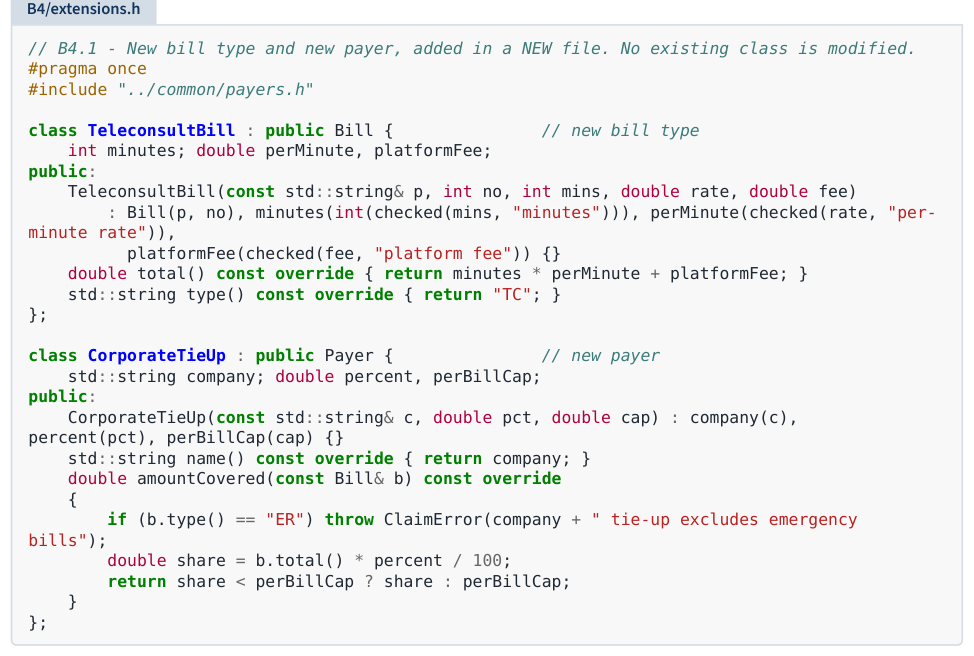 B4/extensions.h
// B4.1 - New bill type and new payer, added in a NEW file. No existing class is modified.
#pragma once
#include "../common/payers.h"

class TeleconsultBill : public Bill {               // new bill type
    int minutes; double perMinute, platformFee;
public:
    TeleconsultBill(const std::string& p, int no, int mins, double rate, double fee)
        : Bill(p, no), minutes(int(checked(mins, "minutes"))), perMinute(checked(rate, "per-
minute rate")),
          platformFee(checked(fee, "platform fee")) {}
    double total() const override { return minutes * perMinute + platformFee; }
    std::string type() const override { return "TC"; }
};

class CorporateTieUp : public Payer {               // new payer
    std::string company; double percent, perBillCap;
public:
    CorporateTieUp(const std::string& c, double pct, double cap) : company(c),
percent(pct), perBillCap(cap) {}
    std::string name() const override { return company; }
    double amountCovered(const Bill& b) const override
    {
        if (b.type() == "ER") throw ClaimError(company + " tie-up excludes emergency
bills");
        double share = b.total() * percent / 100;
        return share < perBillCap ? share : perBillCap;
    }
};